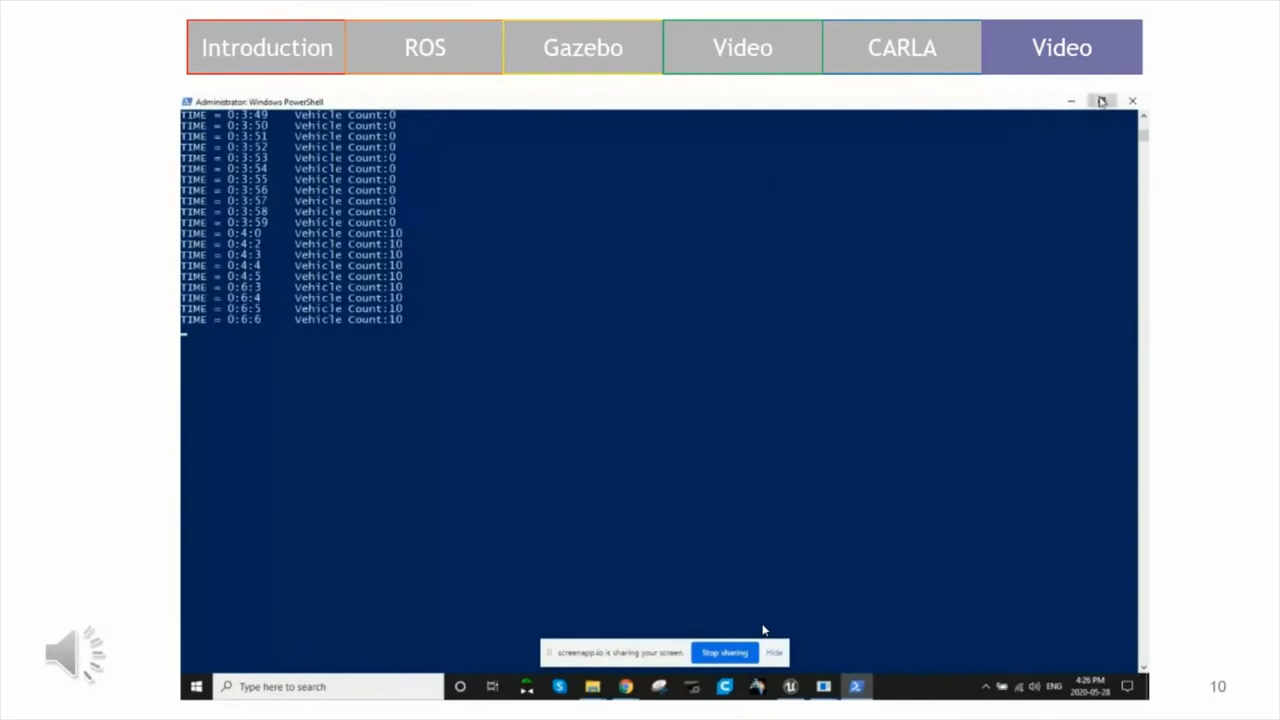 Introduction ROS Gazebo Video CARLA Video
Administrator: Windows PowerShell
TIME = 0:3:49 Vehicle Count:0
TIME = 0:3:50 Vehicle Count:0
TIME = 0:3:51 Vehicle Count:0
TIME = 0:3:52 Vehicle Count:0
TIME = 0:3:53 Vehicle Count:0
TIME = 0:3:54 Vehicle Count:0
TIME = 0:3:55 Vehicle Count:0
TIME = 0:3:56 Vehicle Count:0
TIME = 0:3:57 Vehicle Count:0
TIME = 0:3:58 Vehicle Count:0
TIME = 0:3:59 Vehicle Count:0
TIME = 0:4:0 Vehicle Count:10
TIME = 0:4:2 Vehicle Count:10
TIME = 0:4:3 Vehicle Count:10
TIME = 0:4:4 Vehicle Count:10
TIME = 0:4:5 Vehicle Count:10
TIME = 0:6:3 Vehicle Count:10
TIME = 0:6:4 Vehicle Count:10
TIME = 0:6:5 Vehicle Count:10
TIME = 0:6:6 Vehicle Count:10
screenapp.io is sharing your screen. Stop sharing Hide
Type here to search
ENG
4:26 PM
2020-05-28
10